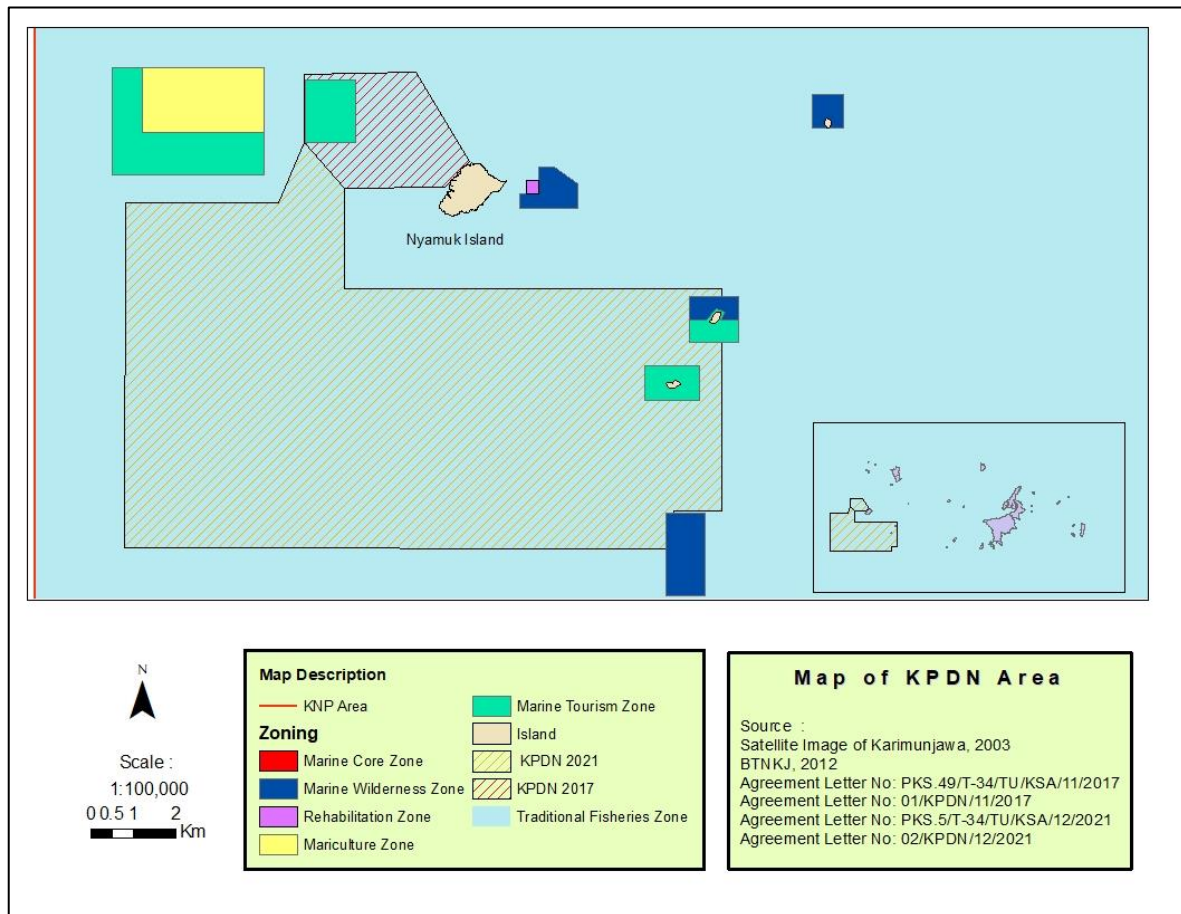 Nyamuk Island
N
Scale :
1:100,000
0 0.5 1 2
Km
Map Description
KNP Area
Zoning
Marine Core Zone
Marine Wilderness Zone
Rehabilitation Zone
Mariculture Zone
Marine Tourism Zone
Island
KPDN 2021
KPDN 2017
Traditional Fisheries Zone
Map of KPDN Area
Source :
Satellite Image of Karimunjawa, 2003
BTNKJ, 2012
Agreement Letter No: PKS.49/T-34/TU/KSA/11/2017
Agreement Letter No: 01/KPDN/11/2017
Agreement Letter No: PKS.5/T-34/TU/KSA/12/2021
Agreement Letter No: 02/KPDN/12/2021